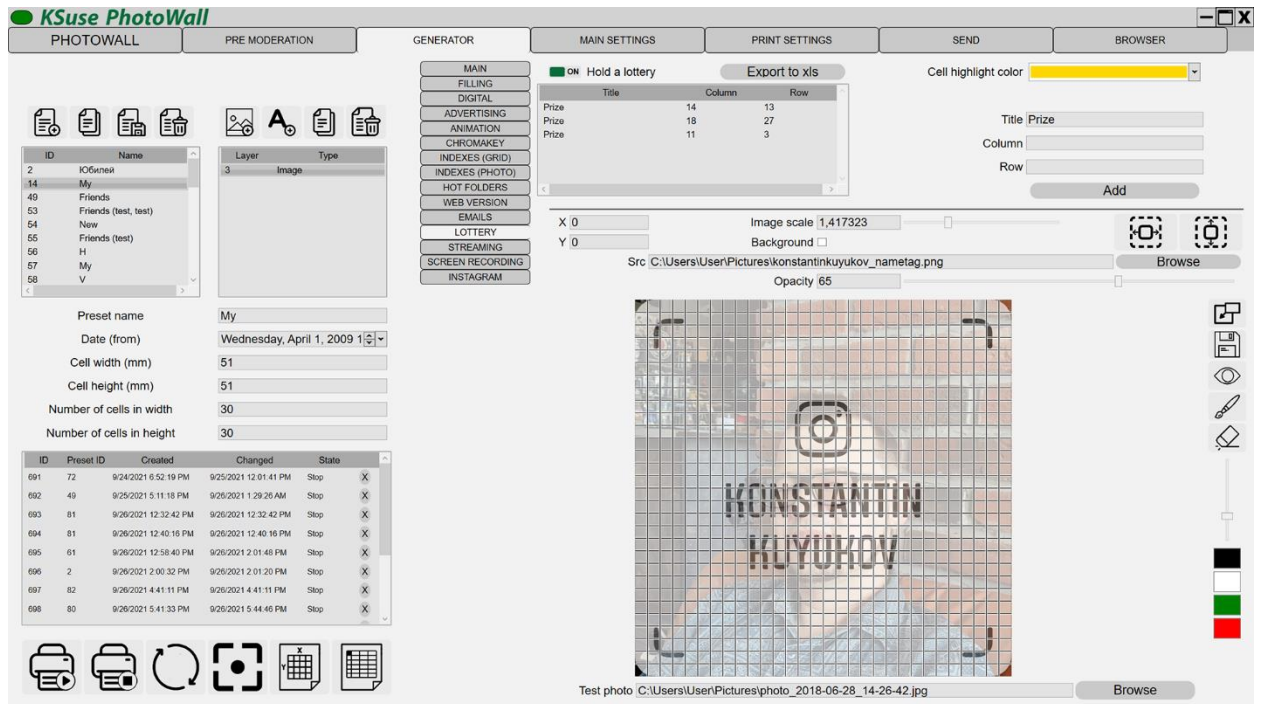 KSuse PhotoWall
PHOTOWALL PRE MODERATION GENERATOR MAIN SETTINGS PRINT SETTINGS SEND BROWSER
MAIN
FILLING
DIGITAL
ADVERTISING
ANIMATION
CHROMAKEY
INDEXES (GRID)
INDEXES (PHOTO)
HOT FOLDERS
WEB VERSION
EMAILS
LOTTERY
STREAMING
SCREEN RECORDING
INSTAGRAM
ID Name
2 Юбилей
14 My
49 Friends
53 Friends (test, test)
54 New
55 Friends (test)
56 H
57 My
58 V
Layer Type
3 Image
Preset name My
Date (from) Wednesday, April 1, 2009 1
Cell width (mm) 51
Cell height (mm) 51
Number of cells in width 30
Number of cells in height 30
ID Preset ID Created Changed State
691 72 9/24/2021 6:52:19 PM 9/25/2021 12:01:41 PM Stop X
692 49 9/25/2021 5:11:18 PM 9/26/2021 1:29:26 AM Stop X
693 81 9/26/2021 12:32:42 PM 9/26/2021 12:32:42 PM Stop X
694 81 9/26/2021 12:40:16 PM 9/26/2021 12:40:16 PM Stop X
695 61 9/26/2021 12:58:40 PM 9/26/2021 2:01:48 PM Stop X
696 2 9/26/2021 2:00:32 PM 9/26/2021 2:01:20 PM Stop X
697 82 9/26/2021 4:41:11 PM 9/26/2021 4:41:11 PM Stop X
698 80 9/26/2021 5:41:33 PM 9/26/2021 5:44:46 PM Stop X
X
Y
ON Hold a lottery Export to xls Cell highlight color
Title Column Row
Prize 14 13
Prize 18 27
Prize 11 3
Title Prize
Column
Row
Add
X 0 Image scale 1,417323
Y 0 Background
Src C:\Users\User\Pictures\konstantinkuyukov_nametag.png Browse
Opacity 65
KONSTANTIN
KUYUKOV
Test photo C:\Users\User\Pictures\photo_2018-06-28_14-26-42.jpg Browse